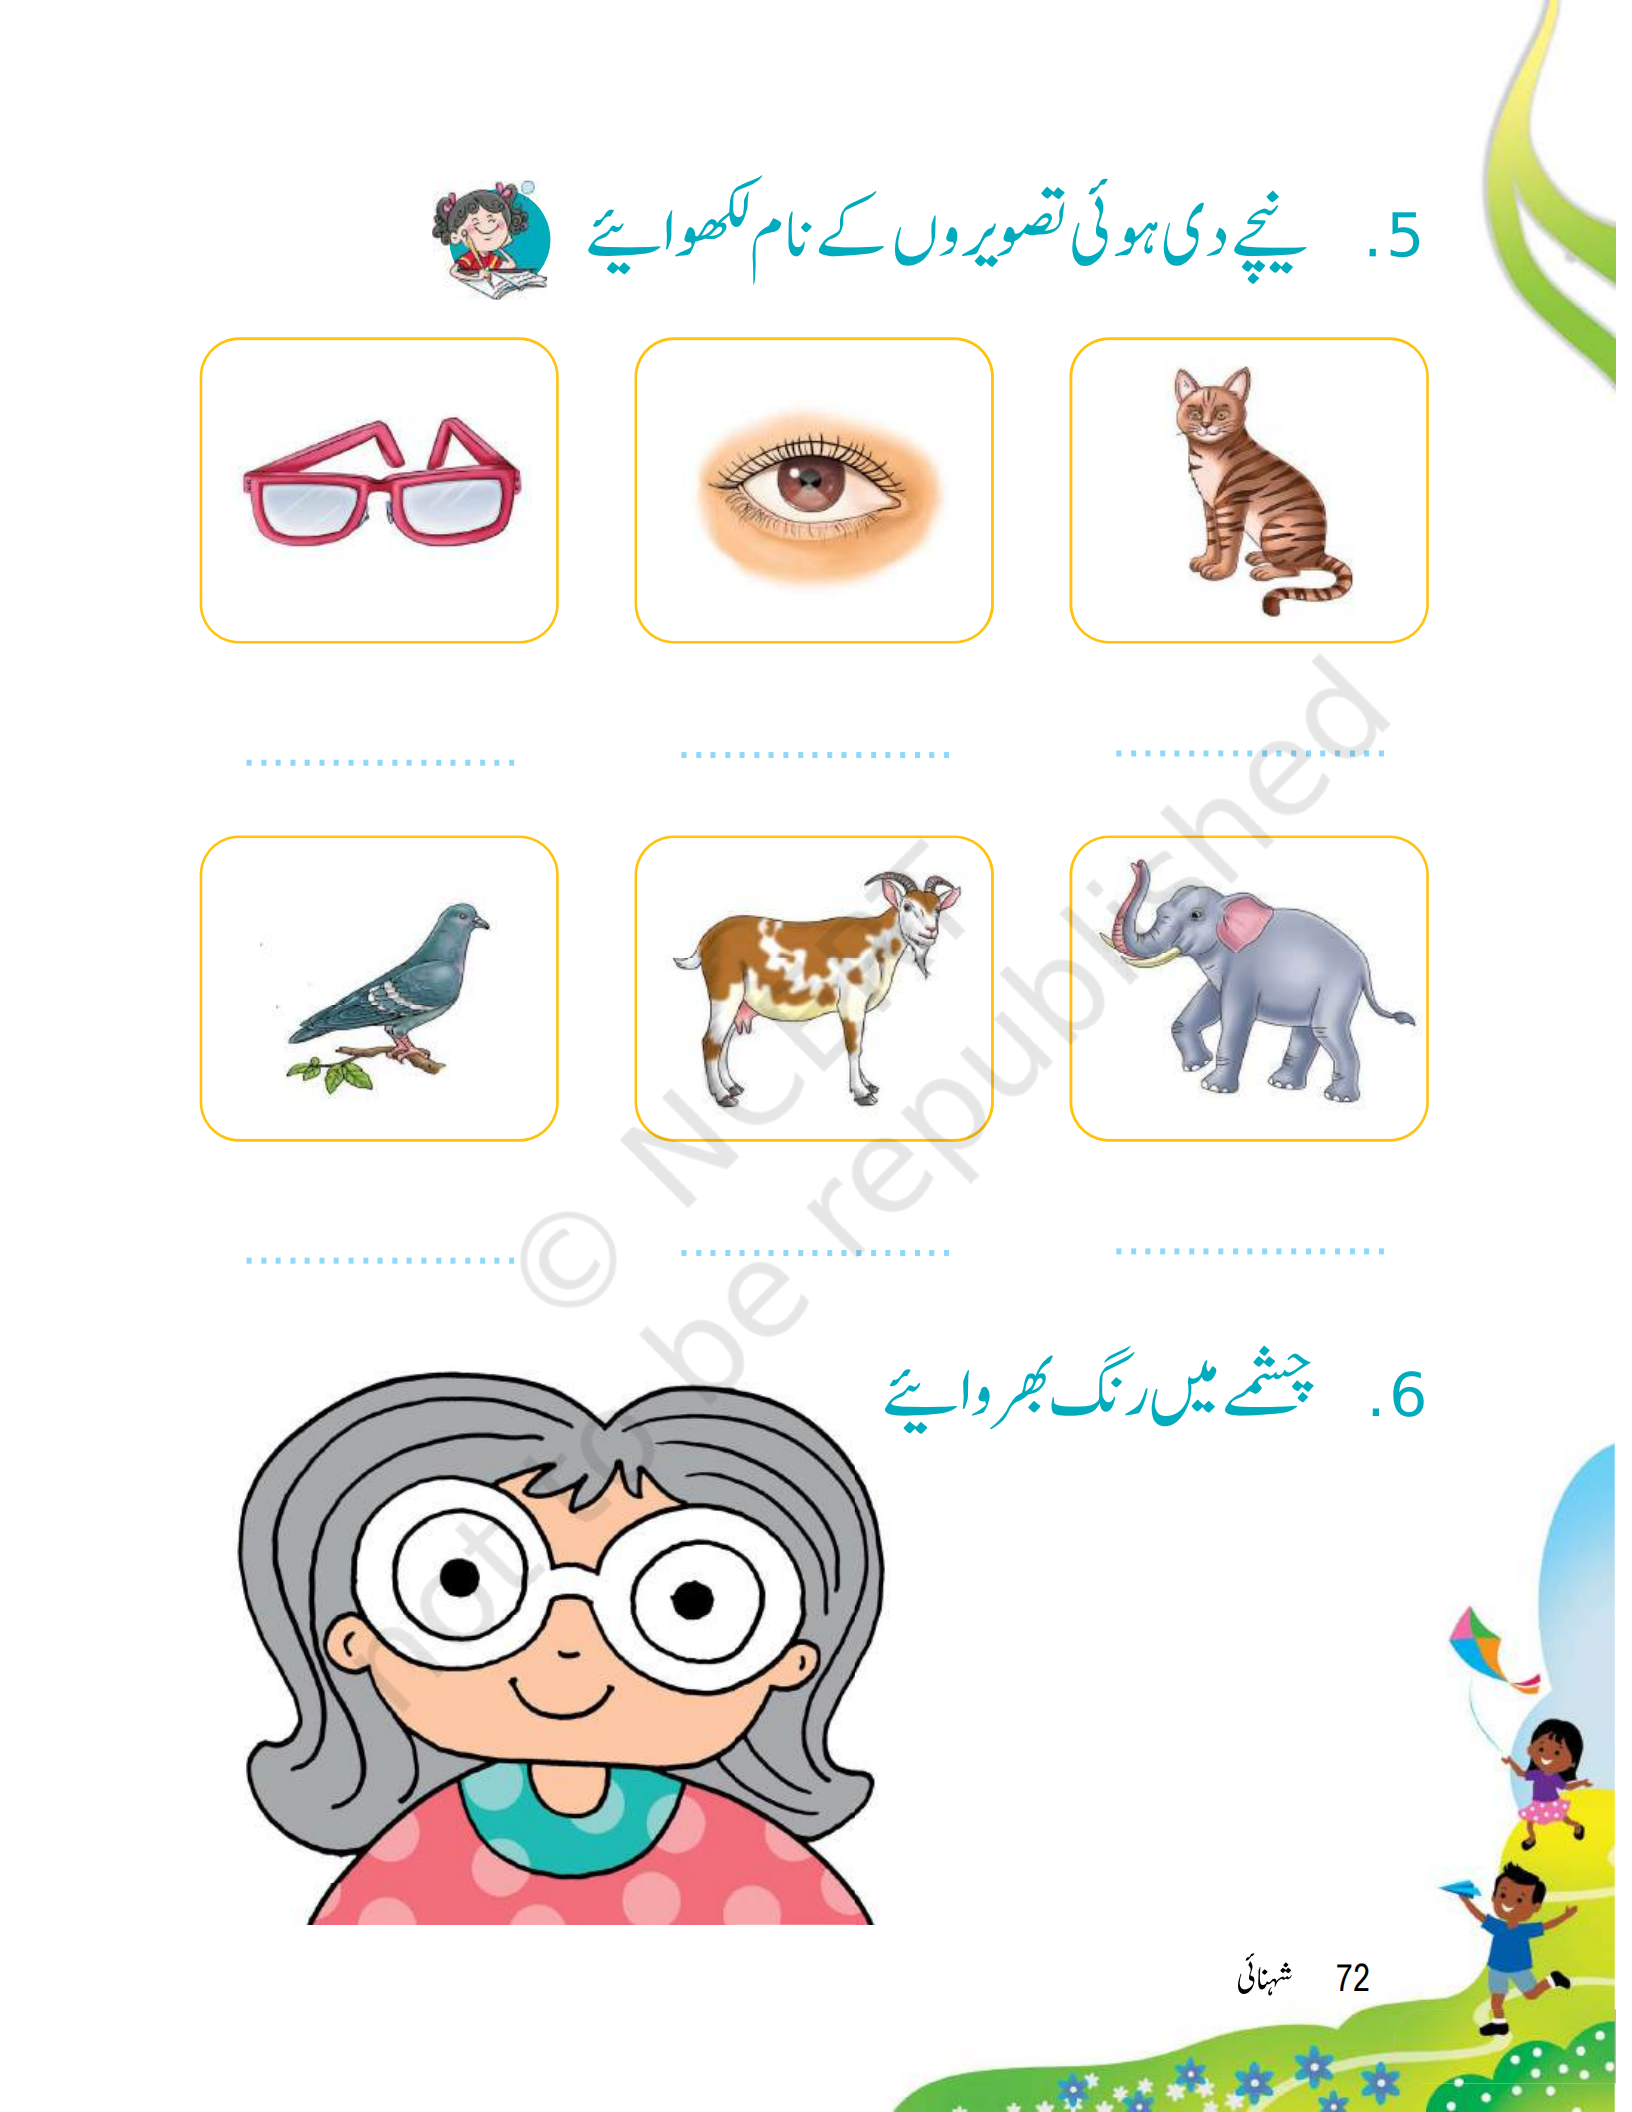 5. نیچے دی ہوئی تصویروں کے نام لکھوایئے
6. چشمے میں رنگ بھروایئے
© NCERT
not to be republished
72 شہنائی